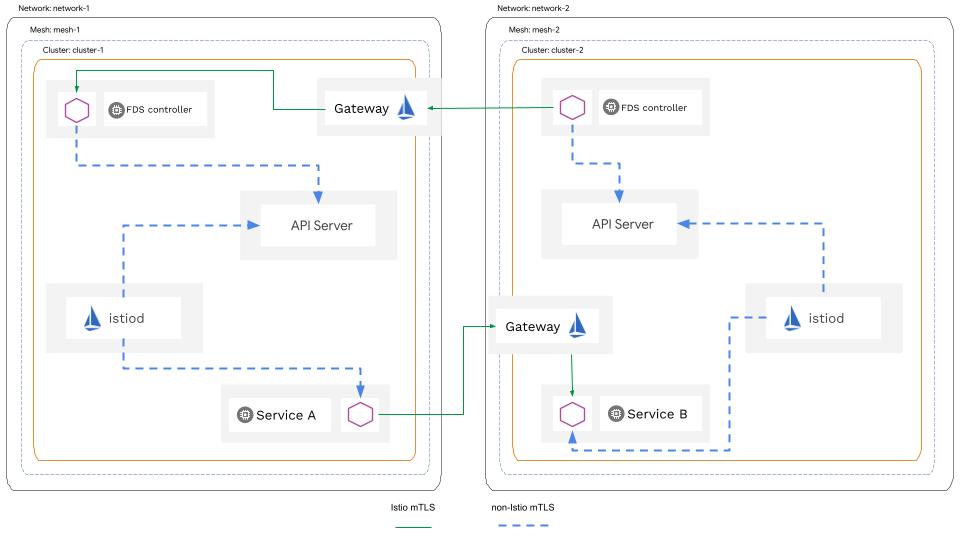 Network: network-1
Mesh: mesh-1
Cluster: cluster-1
FDS controller
Gateway
API Server
istiod
Service A
Network: network-2
Mesh: mesh-2
Cluster: cluster-2
FDS controller
API Server
Gateway
istiod
Service B
Istio mTLS
non-Istio mTLS